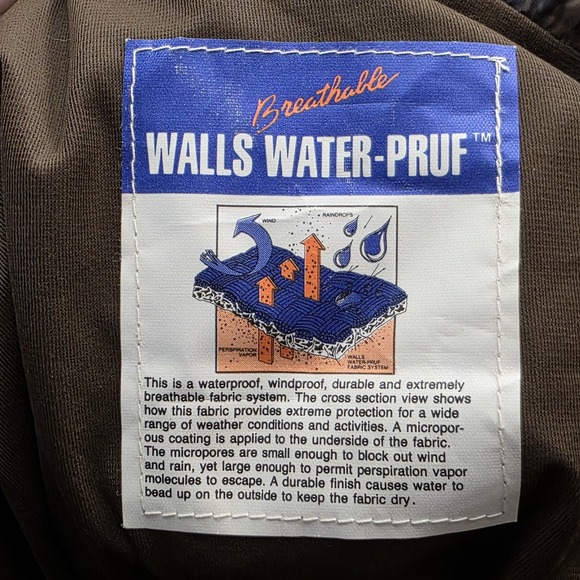 Breathable
WALLS WATER-PRUF™
WIND
RAINDROPS
PERSPIRATION
VAPOR
WALLS
WATER-PRUF
FABRIC SYSTEM
This is a waterproof, windproof, durable and extremely
breathable fabric system. The cross section view shows
how this fabric provides extreme protection for a wide
range of weather conditions and activities. A micropor-
ous coating is applied to the underside of the fabric.
The micropores are small enough to block out wind
and rain, yet large enough to permit perspiration vapor
molecules to escape. A durable finish causes water to
bead up on the outside to keep the fabric dry.